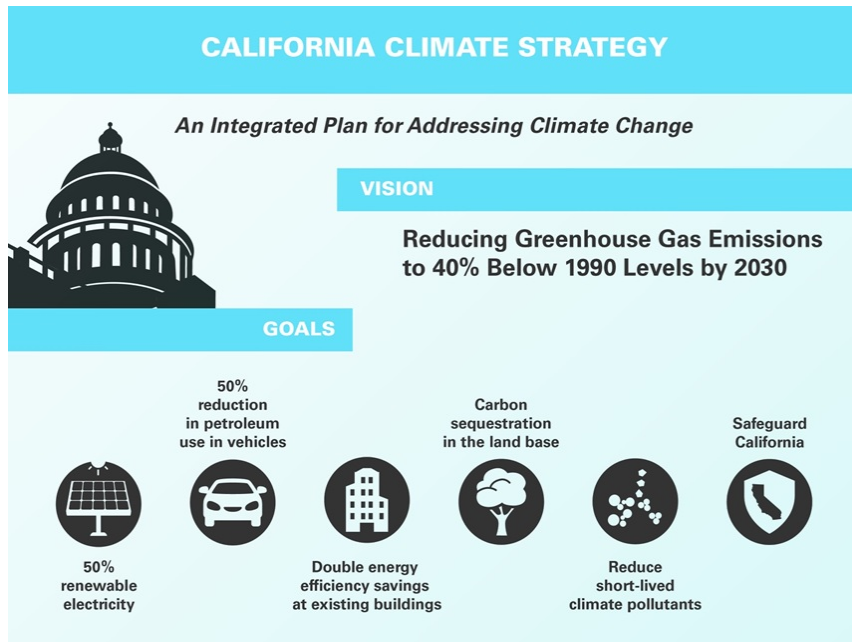 CALIFORNIA CLIMATE STRATEGY
An Integrated Plan for Addressing Climate Change
VISION
Reducing Greenhouse Gas Emissions
to 40% Below 1990 Levels by 2030
GOALS
50%
renewable
electricity
50%
reduction
in petroleum
use in vehicles
Double energy
efficiency savings
at existing buildings
Carbon
sequestration
in the land base
Reduce
short-lived
climate pollutants
Safeguard
California